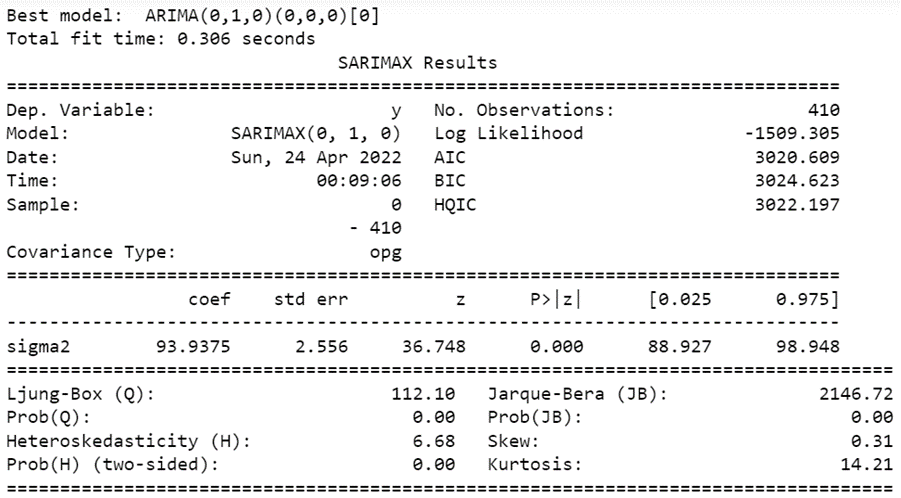 Best model:  ARIMA(0,1,0)(0,0,0)[0]
Total fit time: 0.306 seconds
                               SARIMAX Results
==============================================================================
Dep. Variable:                      y   No. Observations:                  410
Model:               SARIMAX(0, 1, 0)   Log Likelihood               -1509.305
Date:                Sun, 24 Apr 2022   AIC                           3020.609
Time:                        00:09:06   BIC                           3024.623
Sample:                             0   HQIC                          3022.197
                                - 410
Covariance Type:                  opg
==============================================================================
                 coef    std err          z      P>|z|      [0.025      0.975]
------------------------------------------------------------------------------
sigma2        93.9375      2.556     36.748      0.000      88.927      98.948
===================================================================================
Ljung-Box (Q):                      112.10   Jarque-Bera (JB):              2146.72
Prob(Q):                              0.00   Prob(JB):                         0.00
Heteroskedasticity (H):               6.68   Skew:                             0.31
Prob(H) (two-sided):                  0.00   Kurtosis:                        14.21
===================================================================================